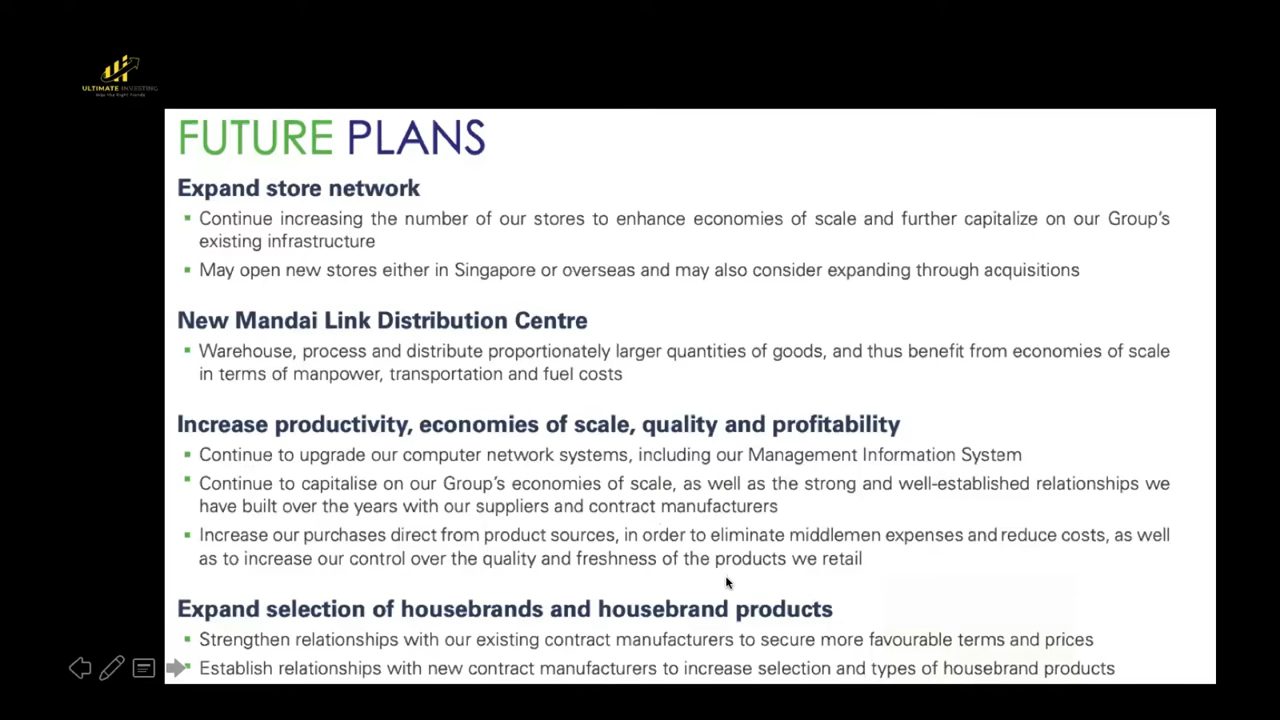 ULTIMATE INVESTING
FUTURE PLANS
Expand store network
Continue increasing the number of our stores to enhance economies of scale and further capitalize on our Group's
existing infrastructure
May open new stores either in Singapore or overseas and may also consider expanding through acquisitions
New Mandai Link Distribution Centre
Warehouse, process and distribute proportionately larger quantities of goods, and thus benefit from economies of scale
in terms of manpower, transportation and fuel costs
Increase productivity, economies of scale, quality and profitability
Continue to upgrade our computer network systems, including our Management Information System
Continue to capitalise on our Group's economies of scale, as well as the strong and well-established relationships we
have built over the years with our suppliers and contract manufacturers
Increase our purchases direct from product sources, in order to eliminate middlemen expenses and reduce costs, as well
as to increase our control over the quality and freshness of the products we retail
Expand selection of housebrands and housebrand products
Strengthen relationships with our existing contract manufacturers to secure more favourable terms and prices
Establish relationships with new contract manufacturers to increase selection and types of housebrand products